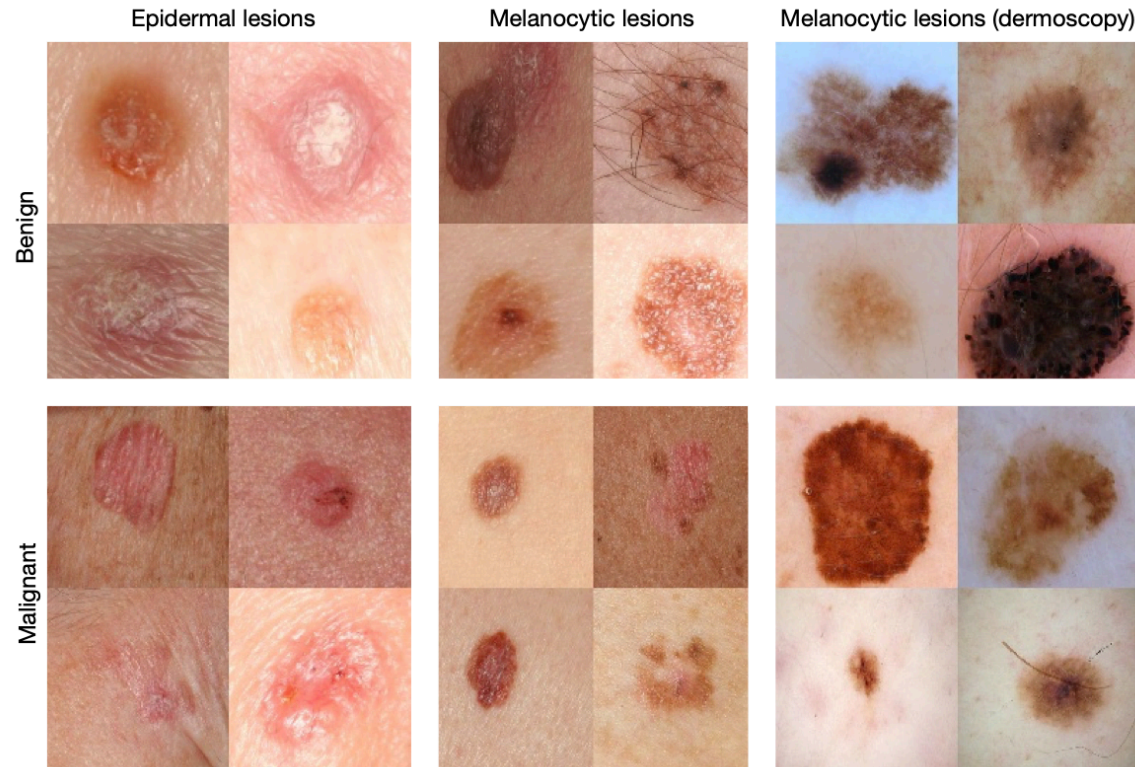 Epidermal lesions
Melanocytic lesions
Melanocytic lesions (dermoscopy)
Benign
Malignant